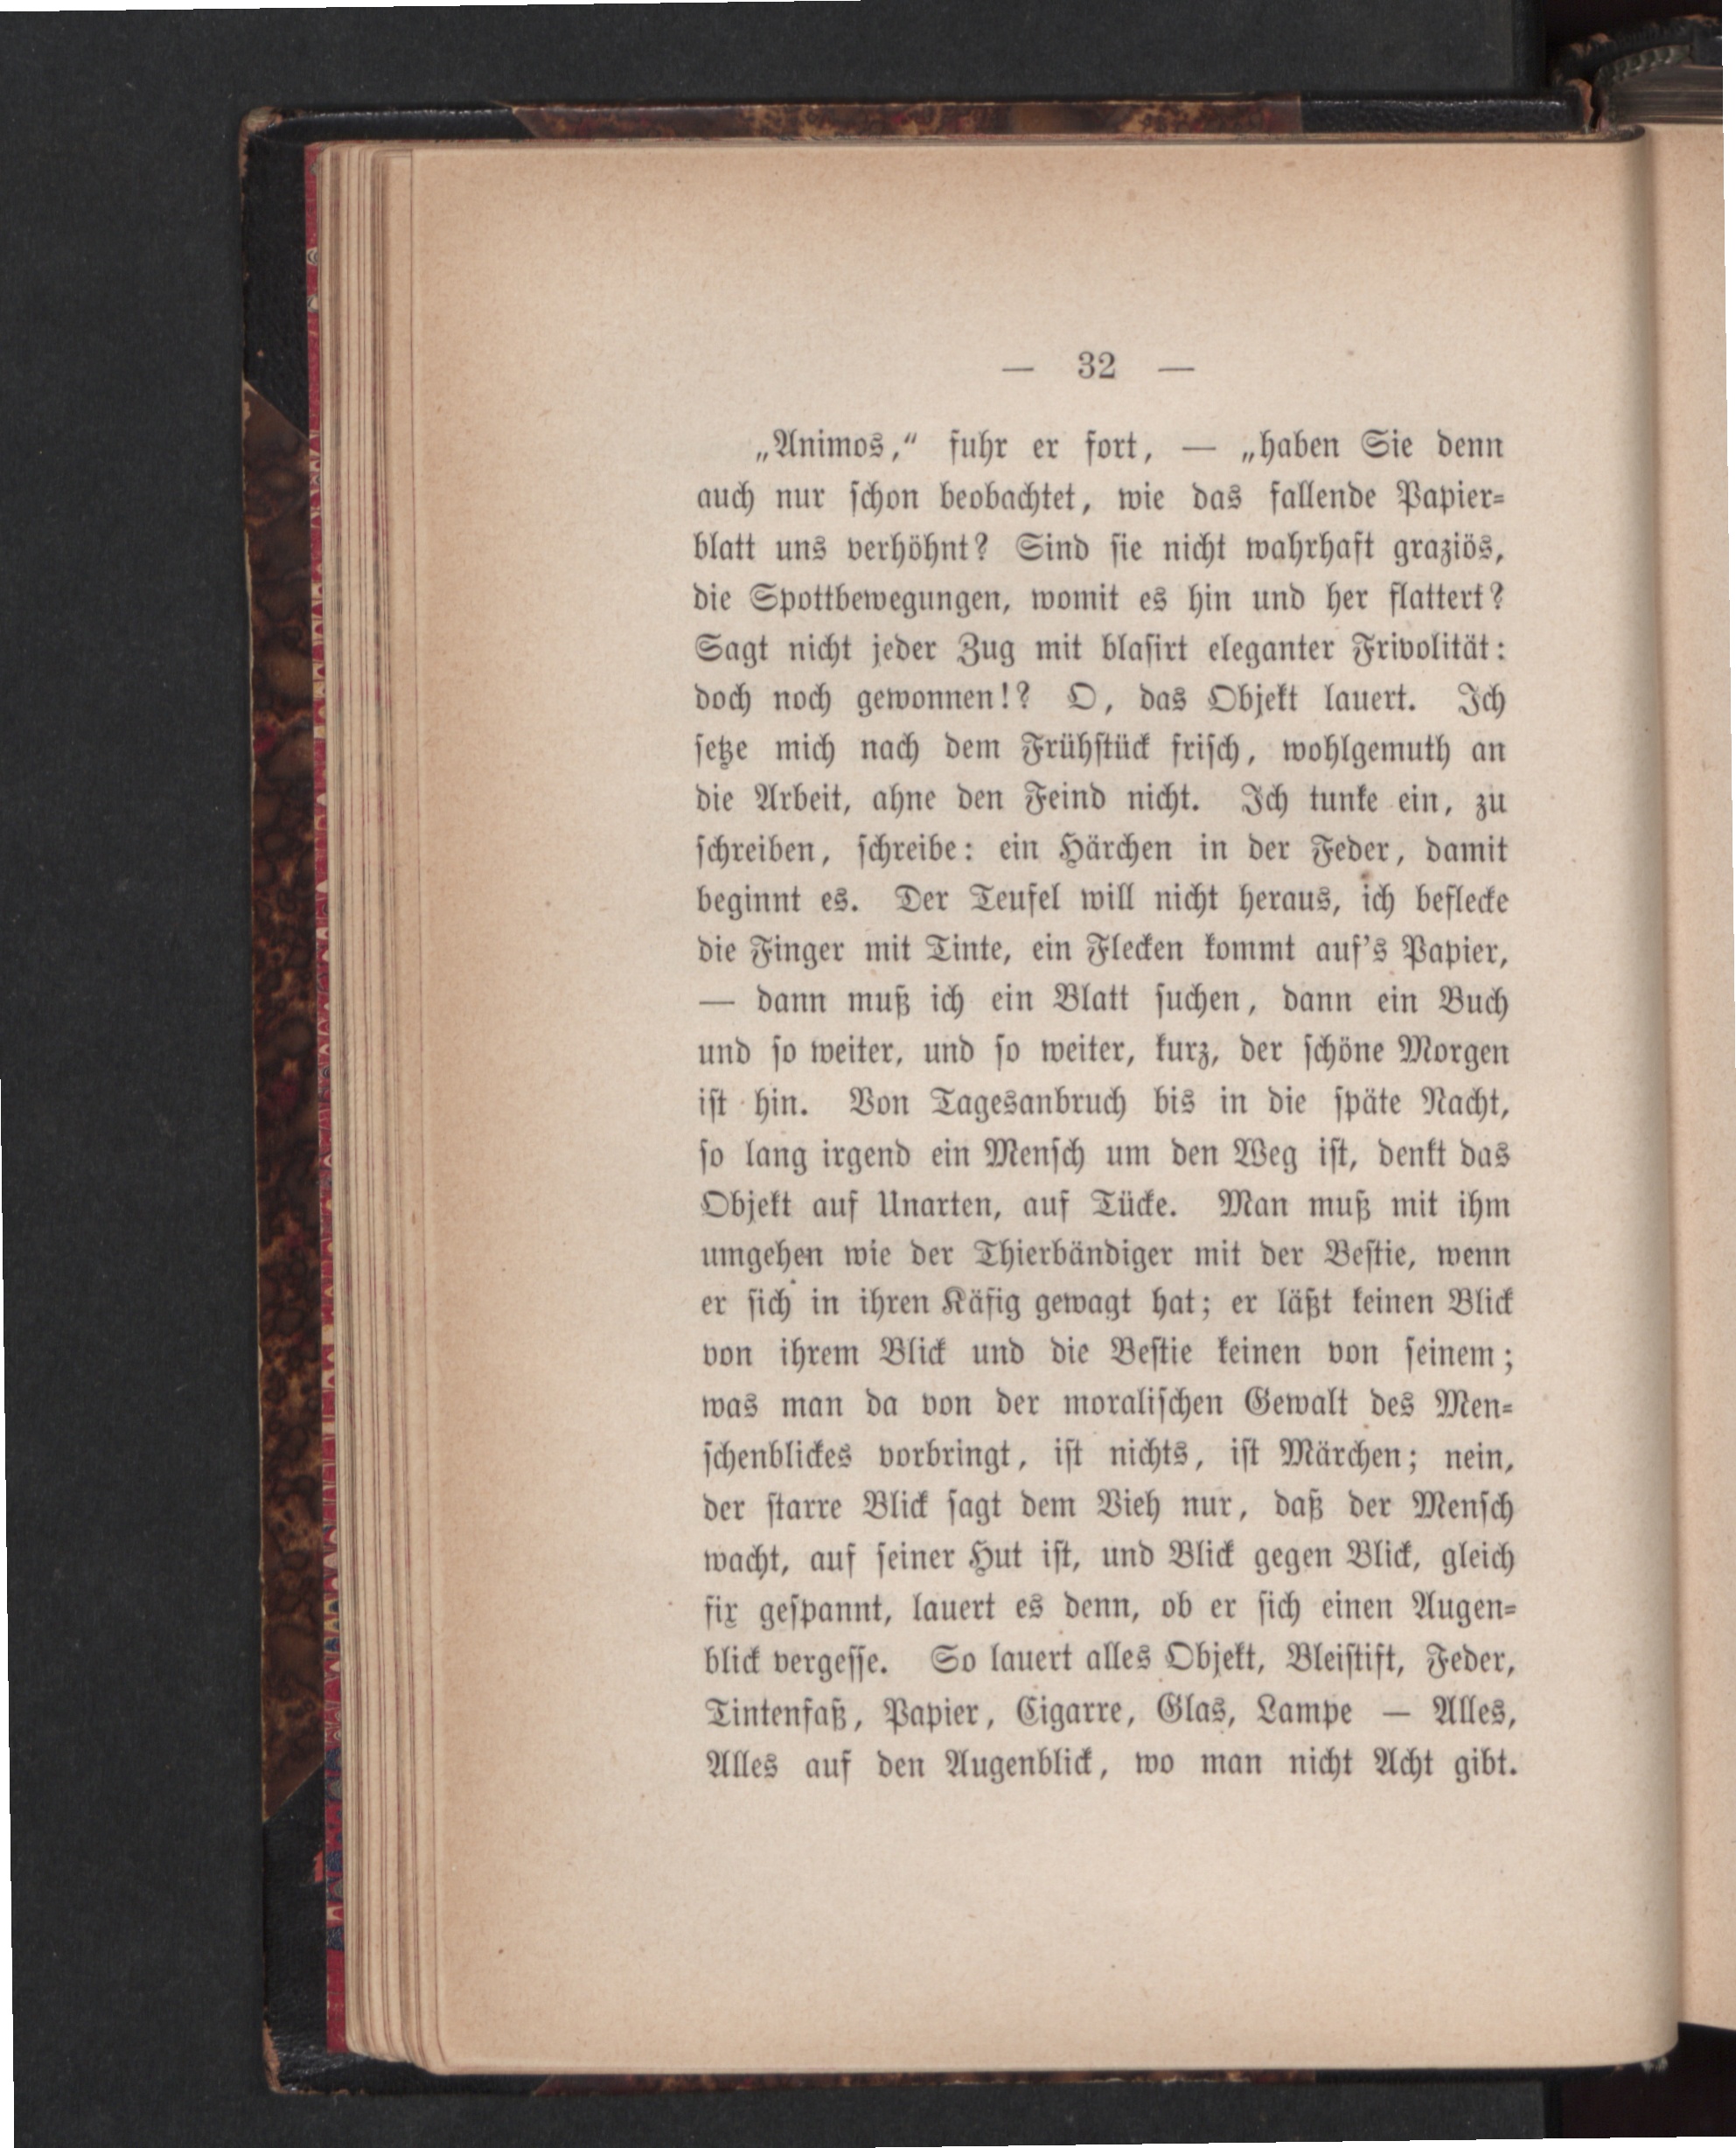 — 32 —
„Animos,“ fuhr er fort, — „haben Sie denn
auch nur schon beobachtet, wie das fallende Papier-
blatt uns verhöhnt? Sind sie nicht wahrhaft graziös,
die Spottbewegungen, womit es hin und her flattert?
Sagt nicht jeder Zug mit blasirt eleganter Frivolität:
doch noch gewonnen!? O, das Objekt lauert. Ich
setze mich nach dem Frühstück frisch, wohlgemuth an
die Arbeit, ahne den Feind nicht. Ich tunke ein, zu
schreiben, schreibe: ein Härchen in der Feder, damit
beginnt es. Der Teufel will nicht heraus, ich beflecke
die Finger mit Tinte, ein Flecken kommt auf's Papier,
— dann muß ich ein Blatt suchen, dann ein Buch
und so weiter, und so weiter, kurz, der schöne Morgen
ist hin. Von Tagesanbruch bis in die späte Nacht,
so lang irgend ein Mensch um den Weg ist, denkt das
Objekt auf Unarten, auf Tücke. Man muß mit ihm
umgehen wie der Thierbändiger mit der Bestie, wenn
er sich in ihren Käfig gewagt hat; er läßt keinen Blick
von ihrem Blick und die Bestie keinen von seinem;
was man da von der moralischen Gewalt des Men-
schenblickes vorbringt, ist nichts, ist Märchen; nein,
der starre Blick sagt dem Vieh nur, daß der Mensch
wacht, auf seiner Hut ist, und Blick gegen Blick, gleich
fix gespannt, lauert es denn, ob er sich einen Augen-
blick vergesse. So lauert alles Objekt, Bleistift, Feder,
Tintenfaß, Papier, Cigarre, Glas, Lampe — Alles,
Alles auf den Augenblick, wo man nicht Acht gibt.